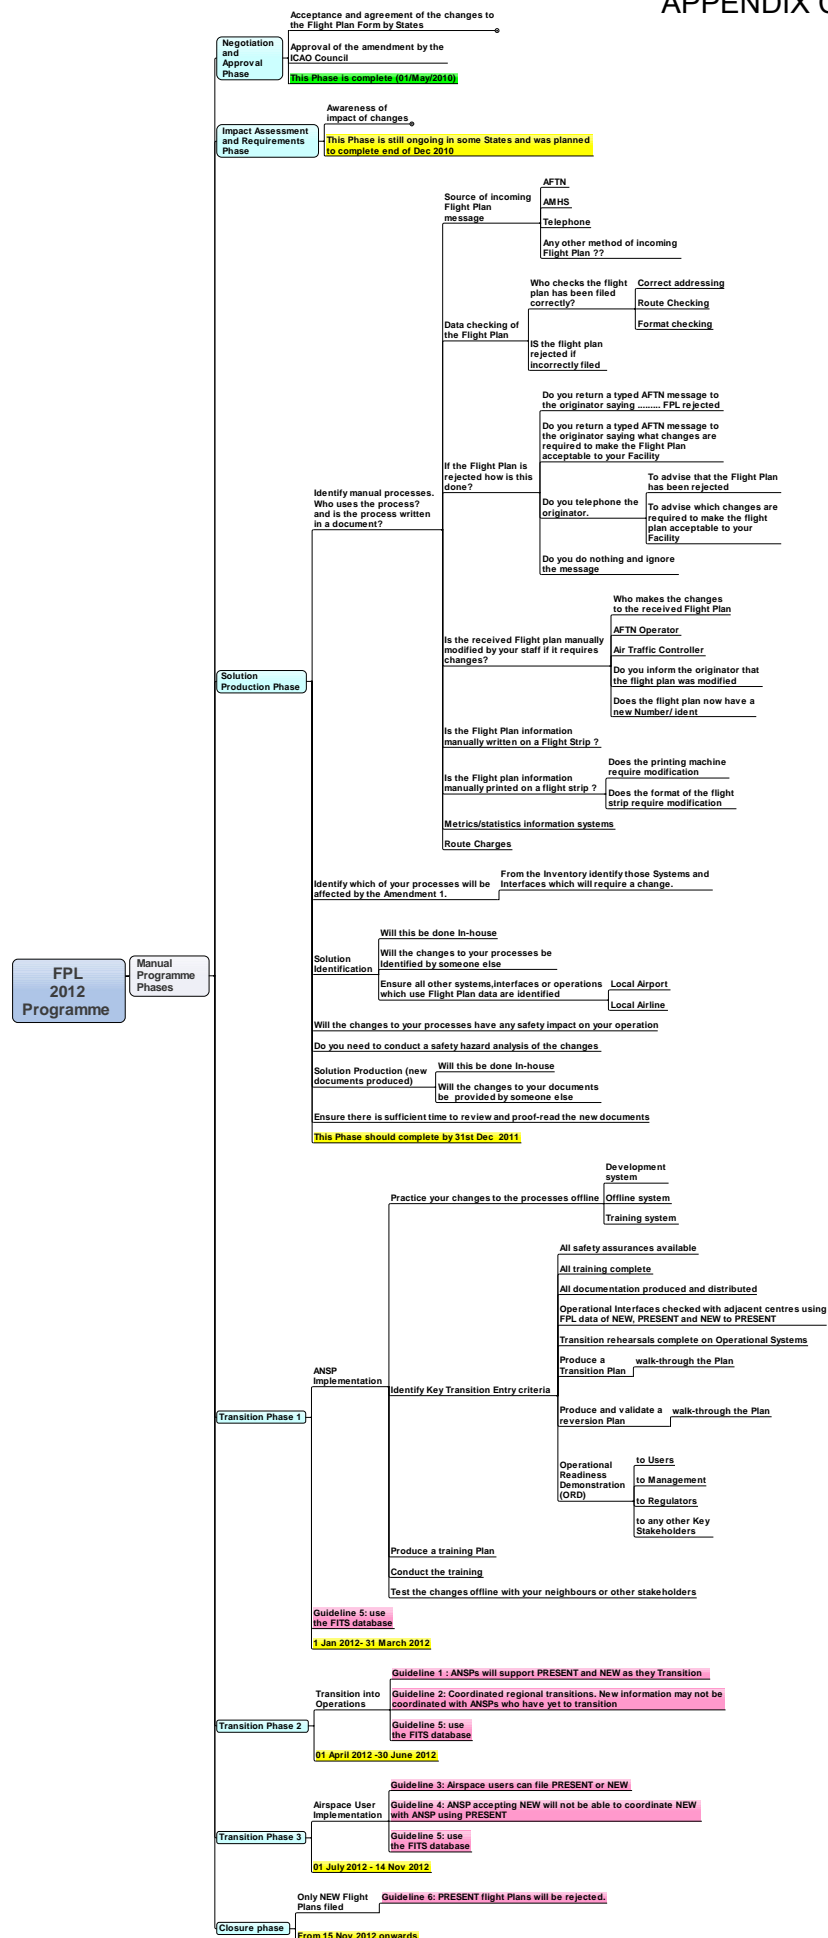 APPENDIX C
Negotiation
and
Approval
Phase
Acceptance and agreement of the changes to
the Flight Plan Form by States
Approval of the amendment by the
ICAO Council
This Phase is complete (01/May/2010)
Impact Assessment
and Requirements
Phase
Awareness of
impact of changes
This Phase is still ongoing in some States and was planned
to complete end of Dec 2010
Solution
Production Phase
Identify manual processes.
Who uses the process?
and is the process written
in a document?
Source of incoming
Flight Plan
message
AFTN
AMHS
Telephone
Any other method of incoming
Flight Plan ??
Data checking of
the Flight Plan
Who checks the flight
plan has been filed
correctly?
Correct addressing
Route Checking
Format checking
IS the flight plan
rejected if
incorrectly filed
If the Flight Plan is
rejected how is this
done?
Do you return a typed AFTN message to
the originator saying ......... FPL rejected
Do you return a typed AFTN message to
the originator saying what changes are
required to make the Flight Plan
acceptable to your Facility
Do you telephone the
originator.
To advise that the Flight Plan
has been rejected
To advise which changes are
required to make the flight
plan acceptable to your
Facility
Do you do nothing and ignore
the message
Is the received Flight plan manually
modified by your staff if it requires
changes?
Who makes the changes
to the received Flight Plan
AFTN Operator
Air Traffic Controller
Do you inform the originator that
the flight plan was modified
Does the flight plan now have a
new Number/ ident
Is the Flight Plan information
manually written on a Flight Strip ?
Is the Flight plan information
manually printed on a flight strip ?
Does the printing machine
require modification
Does the format of the flight
strip require modification
Metrics/statistics information systems
Route Charges
Identify which of your processes will be
affected by the Amendment 1.
From the Inventory identify those Systems and
Interfaces which will require a change.
Solution
Identification
Will this be done In-house
Will the changes to your processes be
Identified by someone else
Ensure all other systems,interfaces or operations
which use Flight Plan data are identified
Local Airport
Local Airline
Will the changes to your processes have any safety impact on your operation
Do you need to conduct a safety hazard analysis of the changes
Solution Production (new
documents produced)
Will this be done In-house
Will the changes to your documents
be provided by someone else
Ensure there is sufficient time to review and proof-read the new documents
This Phase should complete by 31st Dec 2011
FPL
2012
Programme
Manual
Programme
Phases
Transition Phase 1
ANSP
Implementation
Practice your changes to the processes offline
Development
system
Offline system
Training system
Identify Key Transition Entry criteria
All safety assurances available
All training complete
All documentation produced and distributed
Operational Interfaces checked with adjacent centres using
FPL data of NEW, PRESENT and NEW to PRESENT
Transition rehearsals complete on Operational Systems
Produce a
Transition Plan
walk-through the Plan
Produce and validate a
reversion Plan
walk-through the Plan
Operational
Readiness
Demonstration
(ORD)
to Users
to Management
to Regulators
to any other Key
Stakeholders
Produce a training Plan
Conduct the training
Test the changes offline with your neighbours or other stakeholders
Guideline 5: use
the FITS database
1 Jan 2012- 31 March 2012
Transition Phase 2
Transition into
Operations
Guideline 1 : ANSPs will support PRESENT and NEW as they Transition
Guideline 2: Coordinated regional transitions. New information may not be
coordinated with ANSPs who have yet to transition
Guideline 5: use
the FITS database
01 April 2012 -30 June 2012
Transition Phase 3
Airspace User
Implementation
Guideline 3: Airspace users can file PRESENT or NEW
Guideline 4: ANSP accepting NEW will not be able to coordinate NEW
with ANSP using PRESENT
Guideline 5: use
the FITS database
01 July 2012 - 14 Nov 2012
Closure phase
Only NEW Flight
Plans filed
Guideline 6: PRESENT flight Plans will be rejected.
From 15 Nov 2012 onwards